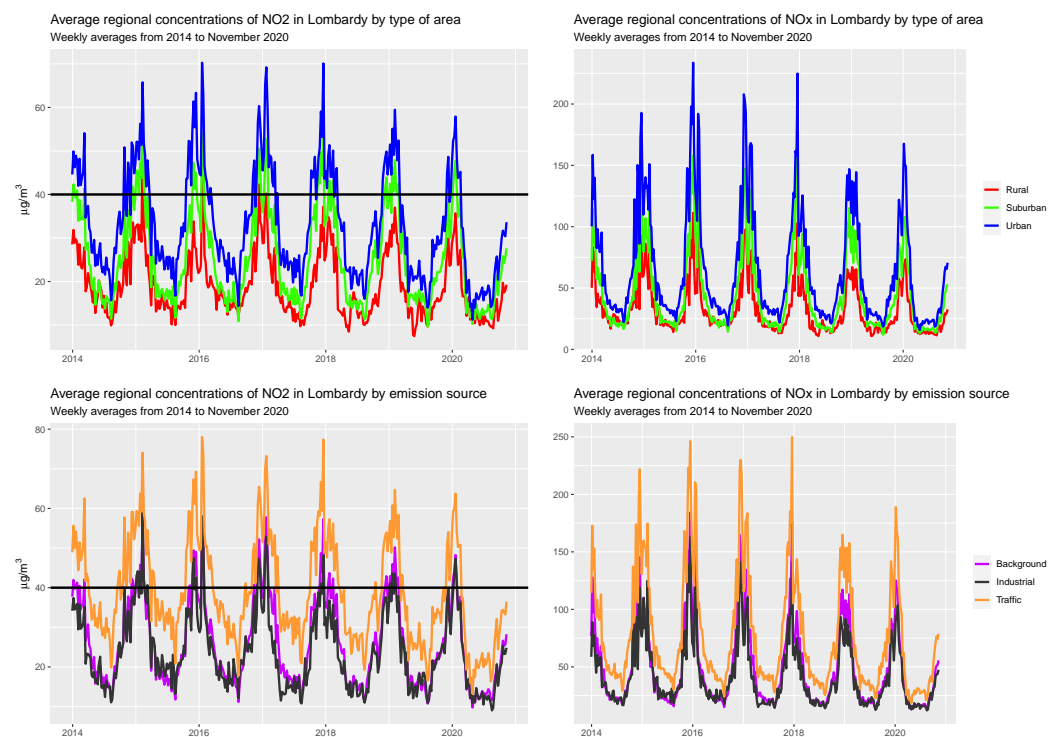 Average regional concentrations of NO2 in Lombardy by type of area
Weekly averages from 2014 to November 2020
µg/m³
60
40
20
2014
2016
2018
2020
Average regional concentrations of NOx in Lombardy by type of area
Weekly averages from 2014 to November 2020
200
150
100
50
0
2014
2016
2018
2020
Rural
Suburban
Urban
Average regional concentrations of NO2 in Lombardy by emission source
Weekly averages from 2014 to November 2020
µg/m³
80
60
40
20
2014
2016
2018
2020
Average regional concentrations of NOx in Lombardy by emission source
Weekly averages from 2014 to November 2020
250
200
150
100
50
2014
2016
2018
2020
Background
Industrial
Traffic